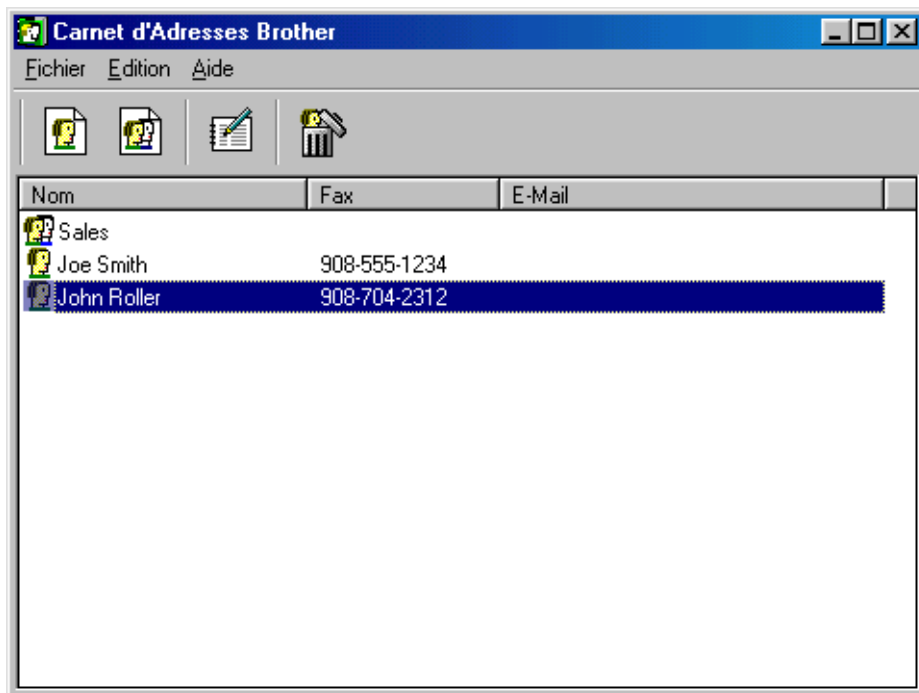 Carnet d'Adresses Brother
Fichier Edition Aide
Nom Fax E-Mail
Sales
Joe Smith 908-555-1234
John Roller 908-704-2312